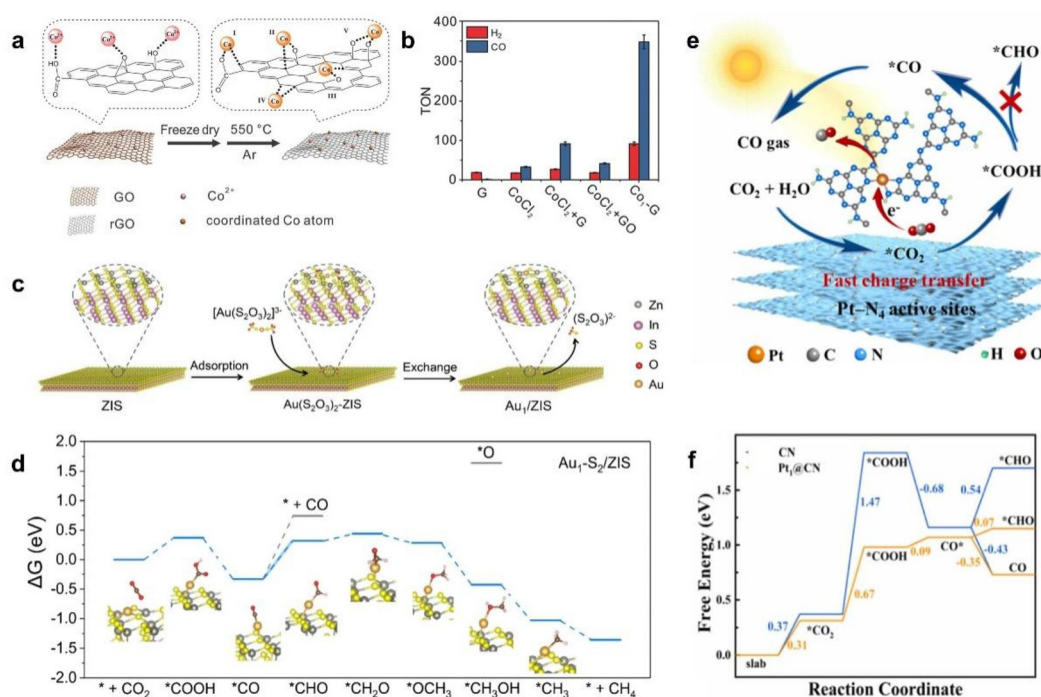 a
Co²⁺
Co²⁺
Co²⁺
HO
O
O
OH
I
II
III
IV
V
Co
Co
Co
Co
Co
Freeze dry
550 °C
Ar
GO
Co²⁺
rGO
coordinated Co atom
b
H₂
CO
TON
400
300
200
100
0
G
CoCl₂
CoCl₂+G
CoCl₂+GO
Co₁-G
c
[Au(S₂O₃)₂]³⁻
(S₂O₃)²⁻
Adsorption
Exchange
ZIS
Au(S₂O₃)₂-ZIS
Au₁/ZIS
Zn
In
S
O
Au
d
ΔG (eV)
2.0
1.5
1.0
0.5
0.0
-0.5
-1.0
-1.5
-2.0
*O
Au₁-S₂/ZIS
* + CO
* + CO₂
*COOH
*CO
*CHO
*CH₂O
*OCH₃
*CH₃OH
*CH₃
* + CH₄
e
*CHO
*CO
CO gas
*COOH
CO₂ + H₂O
e⁻
*CO₂
Fast charge transfer
Pt–N₄ active sites
Pt
C
N
H
O
f
CN
Pt₁@CN
Free Energy (eV)
1.5
1.0
0.5
0.0
*COOH
*CHO
-0.68
0.54
1.47
0.07
*CHO
*COOH
0.09
CO*
-0.43
-0.35
CO
0.67
0.37
*CO₂
0.31
slab
Reaction Coordinate